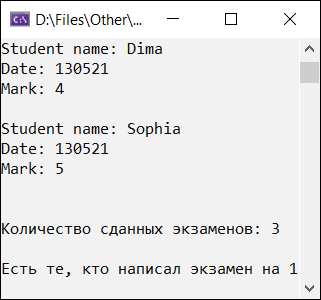 D:\Files\Other\...
Student name: Dima
Date: 130521
Mark: 4
Student name: Sophia
Date: 130521
Mark: 5
Количество сданных экзаменов: 3
Есть те, кто написал экзамен на 1